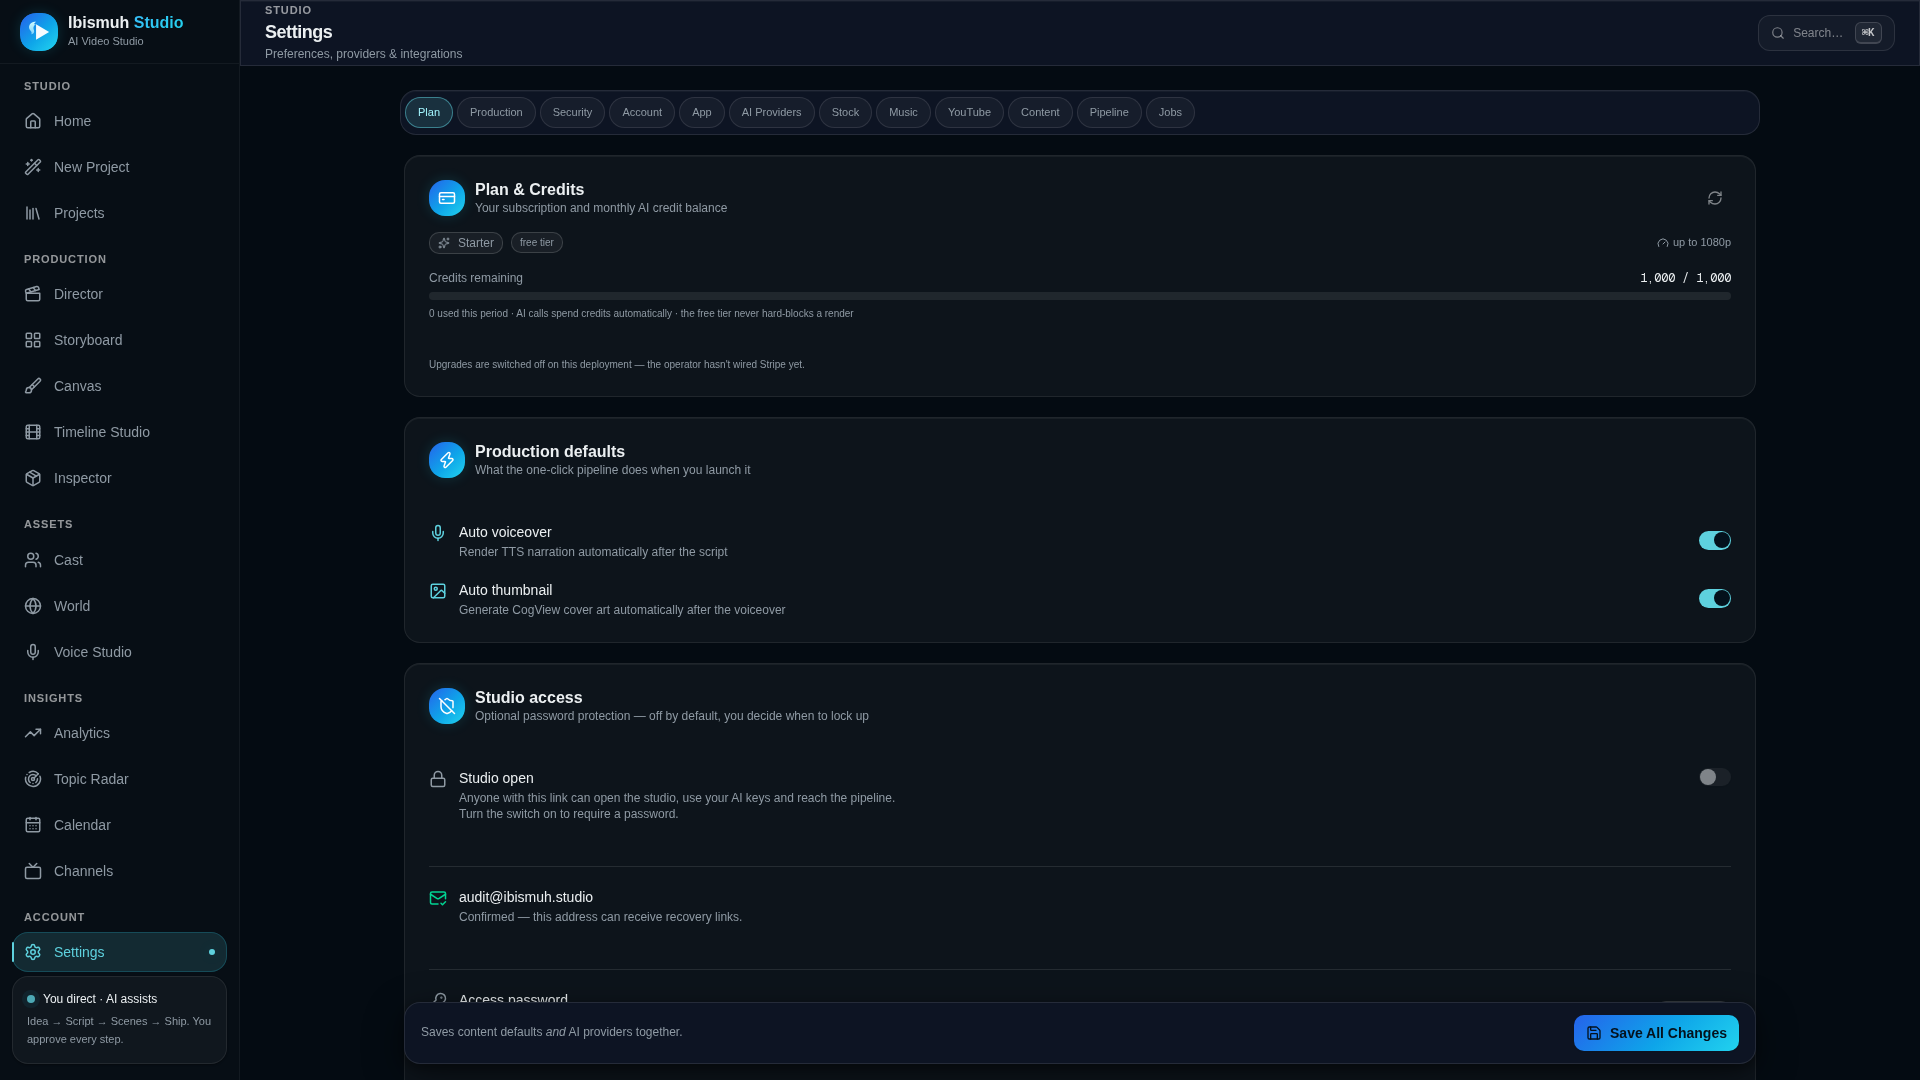 Ibismuh Studio
AI Video Studio
STUDIO
Home
New Project
Projects
PRODUCTION
Director
Storyboard
Canvas
Timeline Studio
Inspector
ASSETS
Cast
World
Voice Studio
INSIGHTS
Analytics
Topic Radar
Calendar
Channels
ACCOUNT
Settings
You direct · AI assists
Idea → Script → Scenes → Ship. You
approve every step.
STUDIO
Settings
Preferences, providers & integrations
Search… ⌘K
Plan Production Security Account App AI Providers Stock Music YouTube Content Pipeline Jobs
Plan & Credits
Your subscription and monthly AI credit balance
Starter free tier up to 1080p
Credits remaining 1,000 / 1,000
0 used this period · AI calls spend credits automatically · the free tier never hard-blocks a render
Upgrades are switched off on this deployment — the operator hasn't wired Stripe yet.
Production defaults
What the one-click pipeline does when you launch it
Auto voiceover
Render TTS narration automatically after the script
Auto thumbnail
Generate CogView cover art automatically after the voiceover
Studio access
Optional password protection — off by default, you decide when to lock up
Studio open
Anyone with this link can open the studio, use your AI keys and reach the pipeline.
Turn the switch on to require a password.
audit@ibismuh.studio
Confirmed — this address can receive recovery links.
Access password
Saves content defaults and AI providers together.
Save All Changes